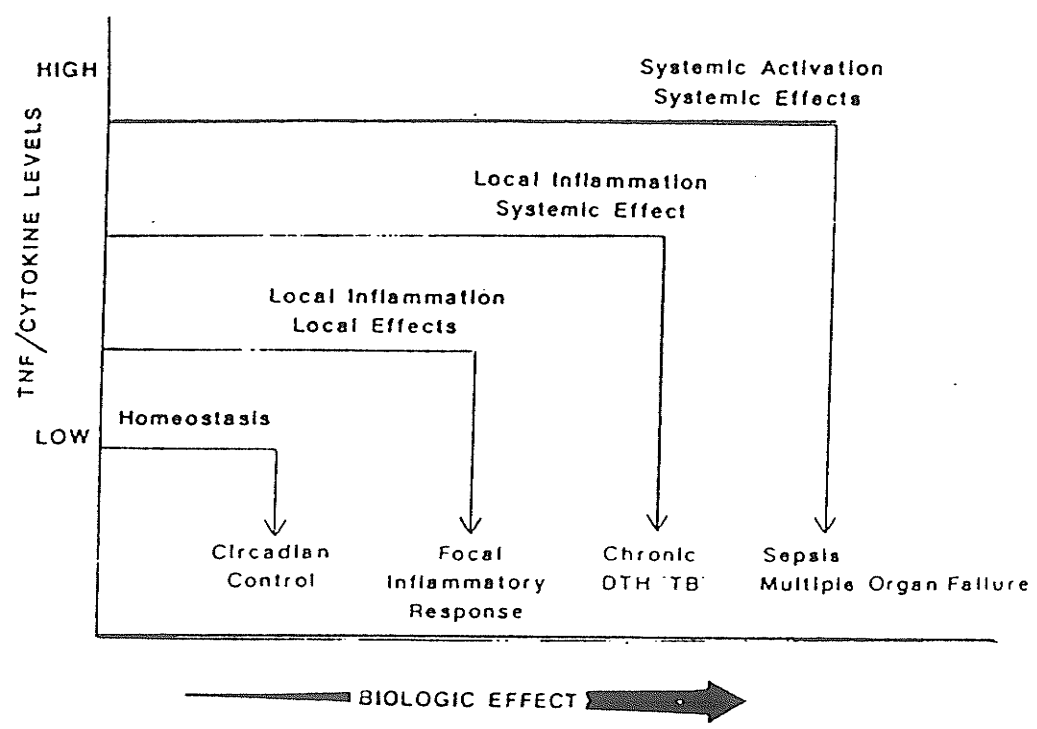 HIGH
Systemic Activation
Systemic Effects
Local Inflammation
Systemic Effect
Local Inflammation
Local Effects
Homeostasis
LOW
TNF/CYTOKINE LEVELS
Circadian
Control
Focal
Inflammatory
Response
Chronic
DTH "TB"
Sepsis
Multiple Organ Failure
BIOLOGIC EFFECT